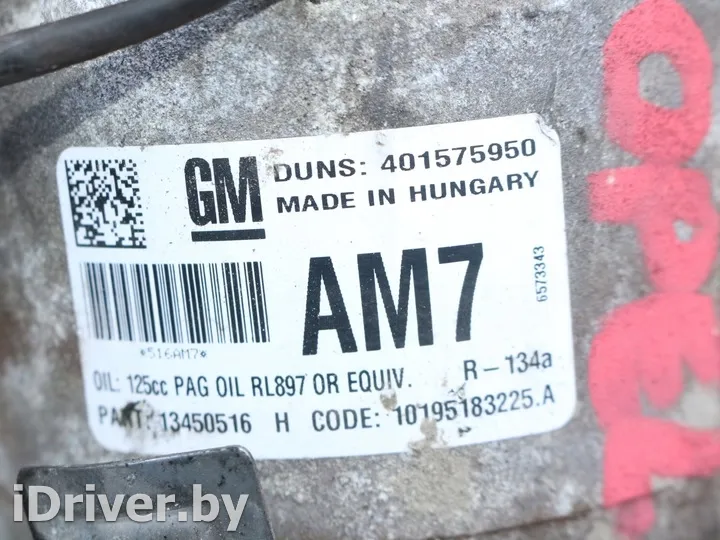 GM
DUNS: 401575950
MADE IN HUNGARY
AM7
6573343
*516AM7*
OIL: 125cc PAG OIL RL897 OR EQUIV. R-134a
PART: 13450516 H CODE: 10195183225.A
2
OPEL
iDriver.by